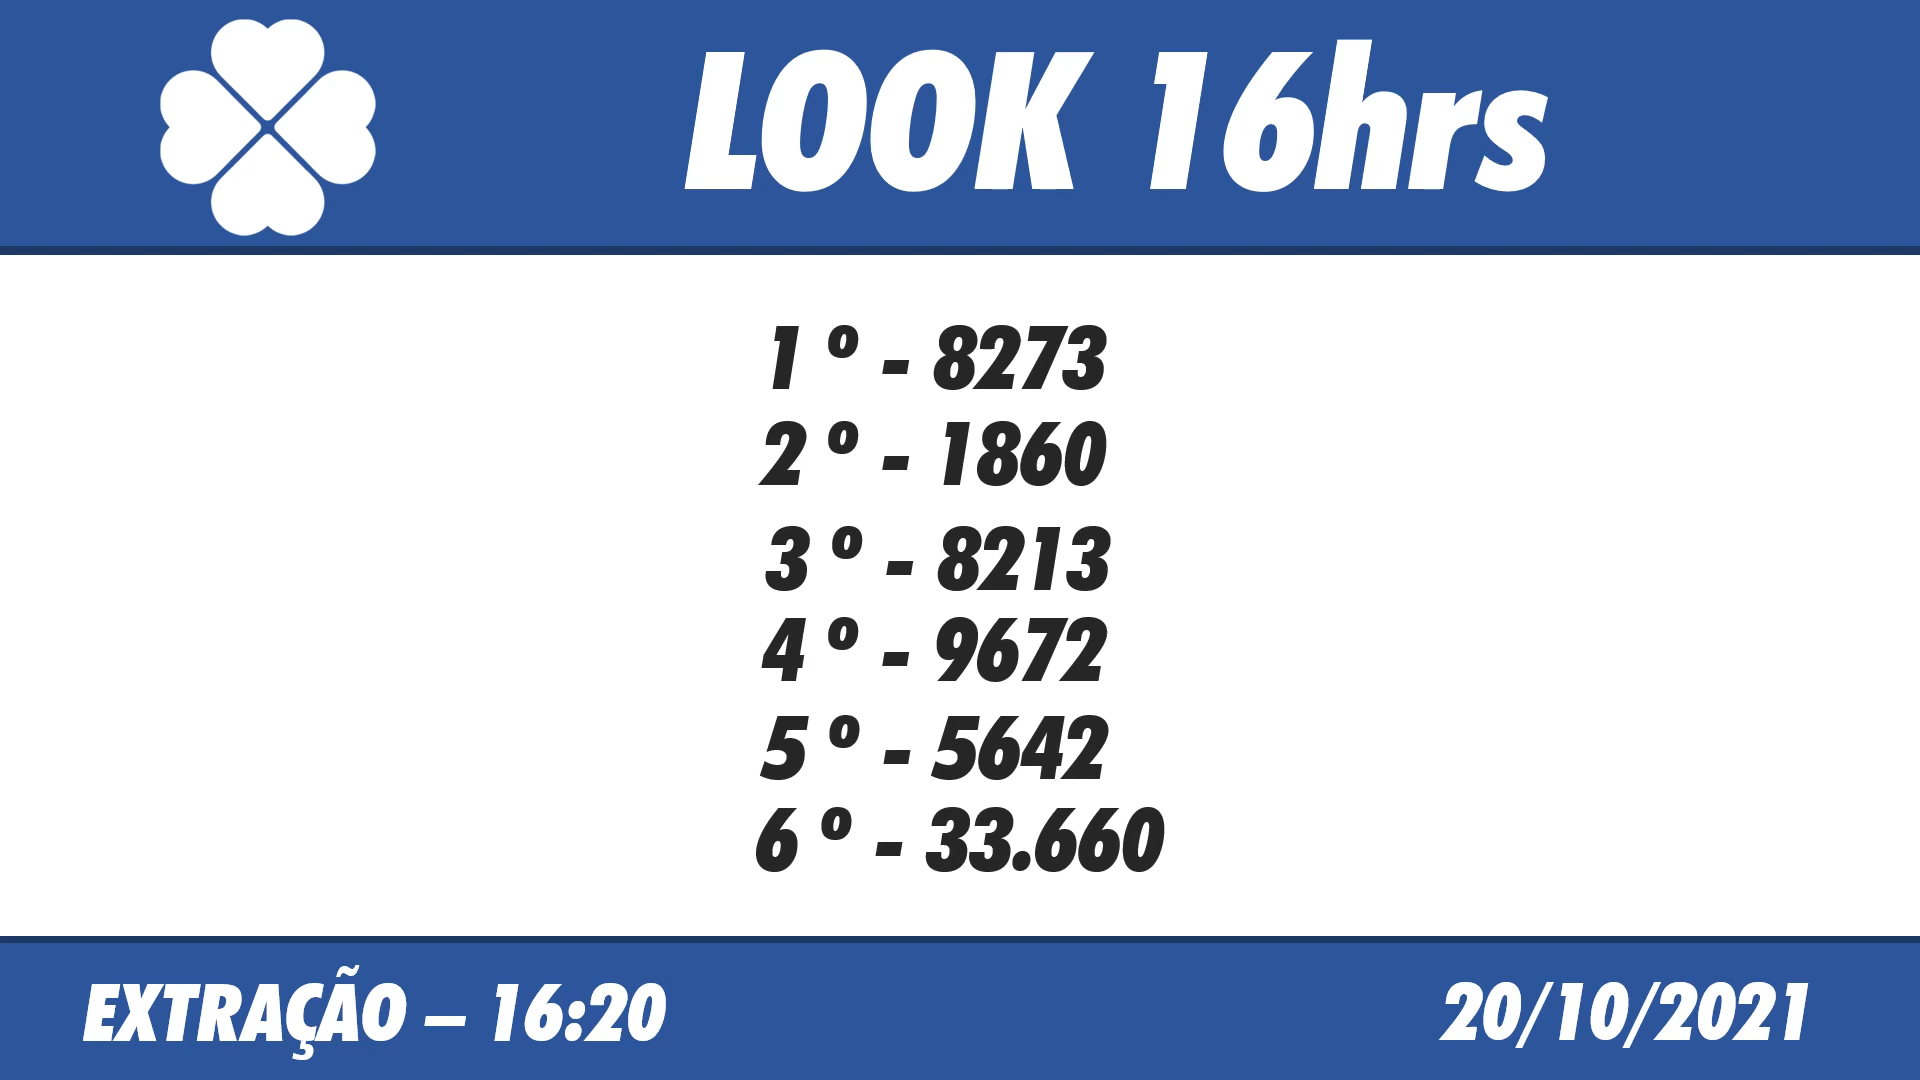 LOOK 16hrs
1 º - 8273
2 º - 1860
3 º - 8213
4 º - 9672
5 º - 5642
6 º - 33.660
EXTRAÇÃO – 16:20
20/10/2021